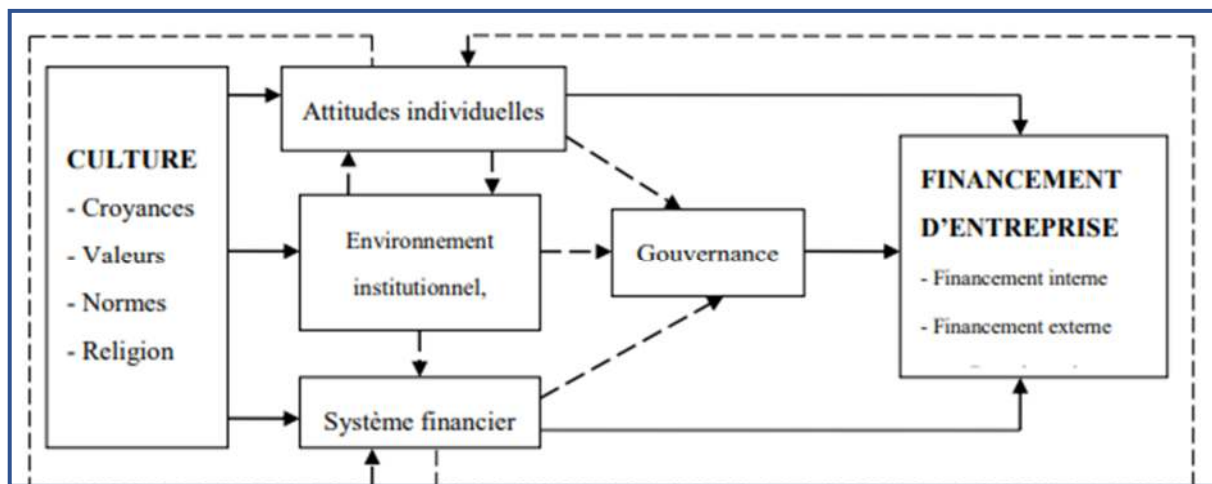 Attitudes individuelles
CULTURE
- Croyances
- Valeurs
- Normes
- Religion
Environnement
institutionnel,
Système financier
Gouvernance
FINANCEMENT
D’ENTREPRISE
- Financement interne
- Financement externe